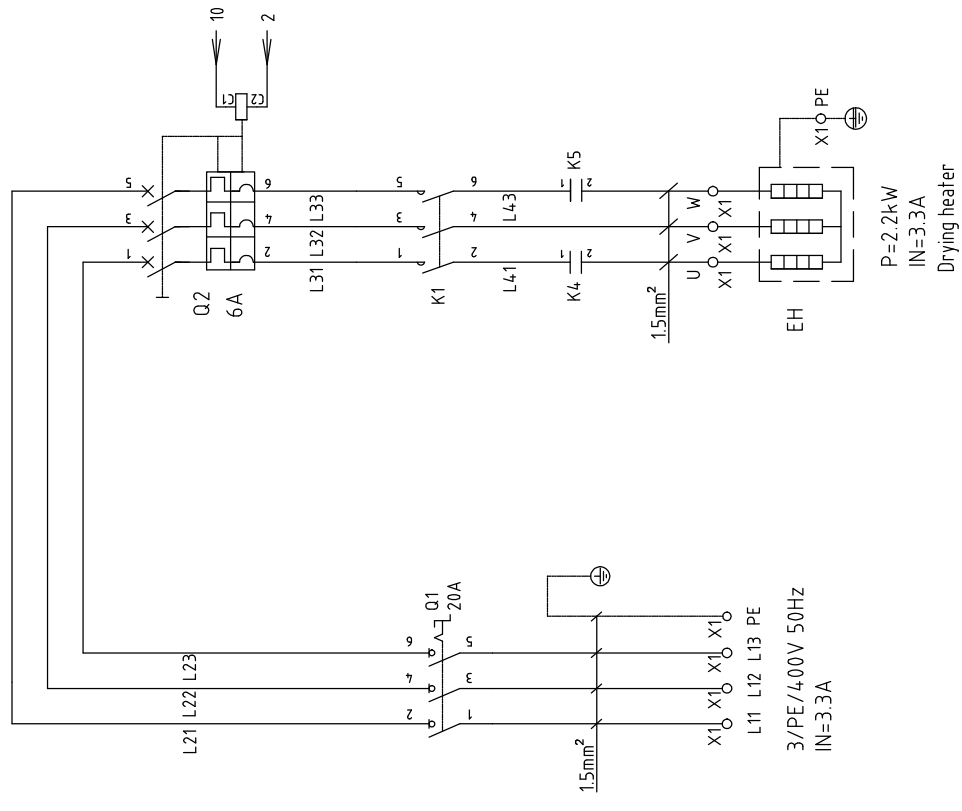 10
2
C1
C2
5
3
1
Q2
6A
6
4
2
L33
L32
L31
5
3
1
K1
6
4
2
L43
L41
K5
1
2
K4
1
2
1.5mm²
W
V
U
X1
X1
X1
X1 PE
EH
P=2.2kW
IN=3.3A
Drying heater
L23
L22
L21
6
4
2
Q1
20A
5
3
1
1.5mm²
X1
X1
X1
X1
L11 L12 L13 PE
3/PE/400V 50Hz
IN=3.3A